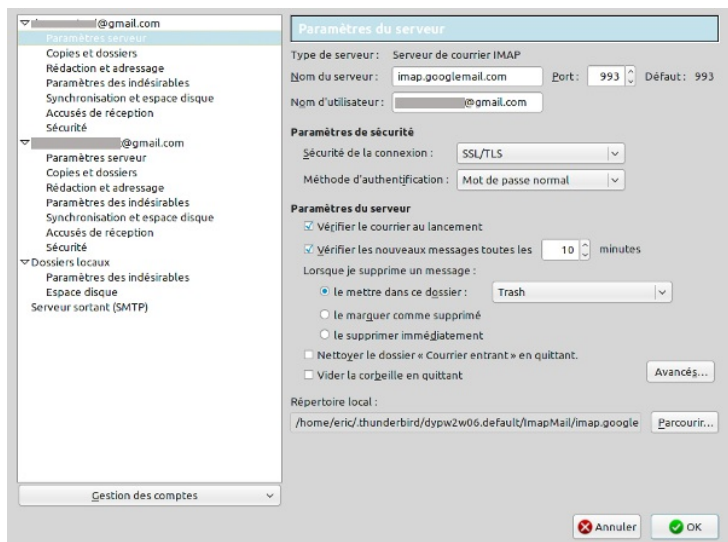 [@gmail.com
Paramètres serveur
Copies et dossiers
Rédaction et adressage
Paramètres des indésirables
Synchronisation et espace disque
Accusés de réception
Sécurité
@gmail.com
Paramètres serveur
Copies et dossiers
Rédaction et adressage
Paramètres des indésirables
Synchronisation et espace disque
Accusés de réception
Sécurité
Dossiers locaux
Paramètres des indésirables
Espace disque
Serveur sortant (SMTP)
Gestion des comptes
Paramètres du serveur
Type de serveur : Serveur de courrier IMAP
Nom du serveur : imap.googlemail.com Port : 993 Défaut : 993
Nom d'utilisateur : @gmail.com
Paramètres de sécurité
Sécurité de la connexion : SSL/TLS
Méthode d'authentification : Mot de passe normal
Paramètres du serveur
Vérifier le courrier au lancement
Vérifier les nouveaux messages toutes les 10 minutes
Lorsque je supprime un message :
le mettre dans ce dossier : Trash
le marquer comme supprimé
le supprimer immédiatement
Nettoyer le dossier « Courrier entrant » en quittant.
Vider la corbeille en quittant
Avancés...
Répertoire local :
/home/eric/.thunderbird/dypw2w06.default/ImapMail/imap.google
Parcourir...
Annuler
OK